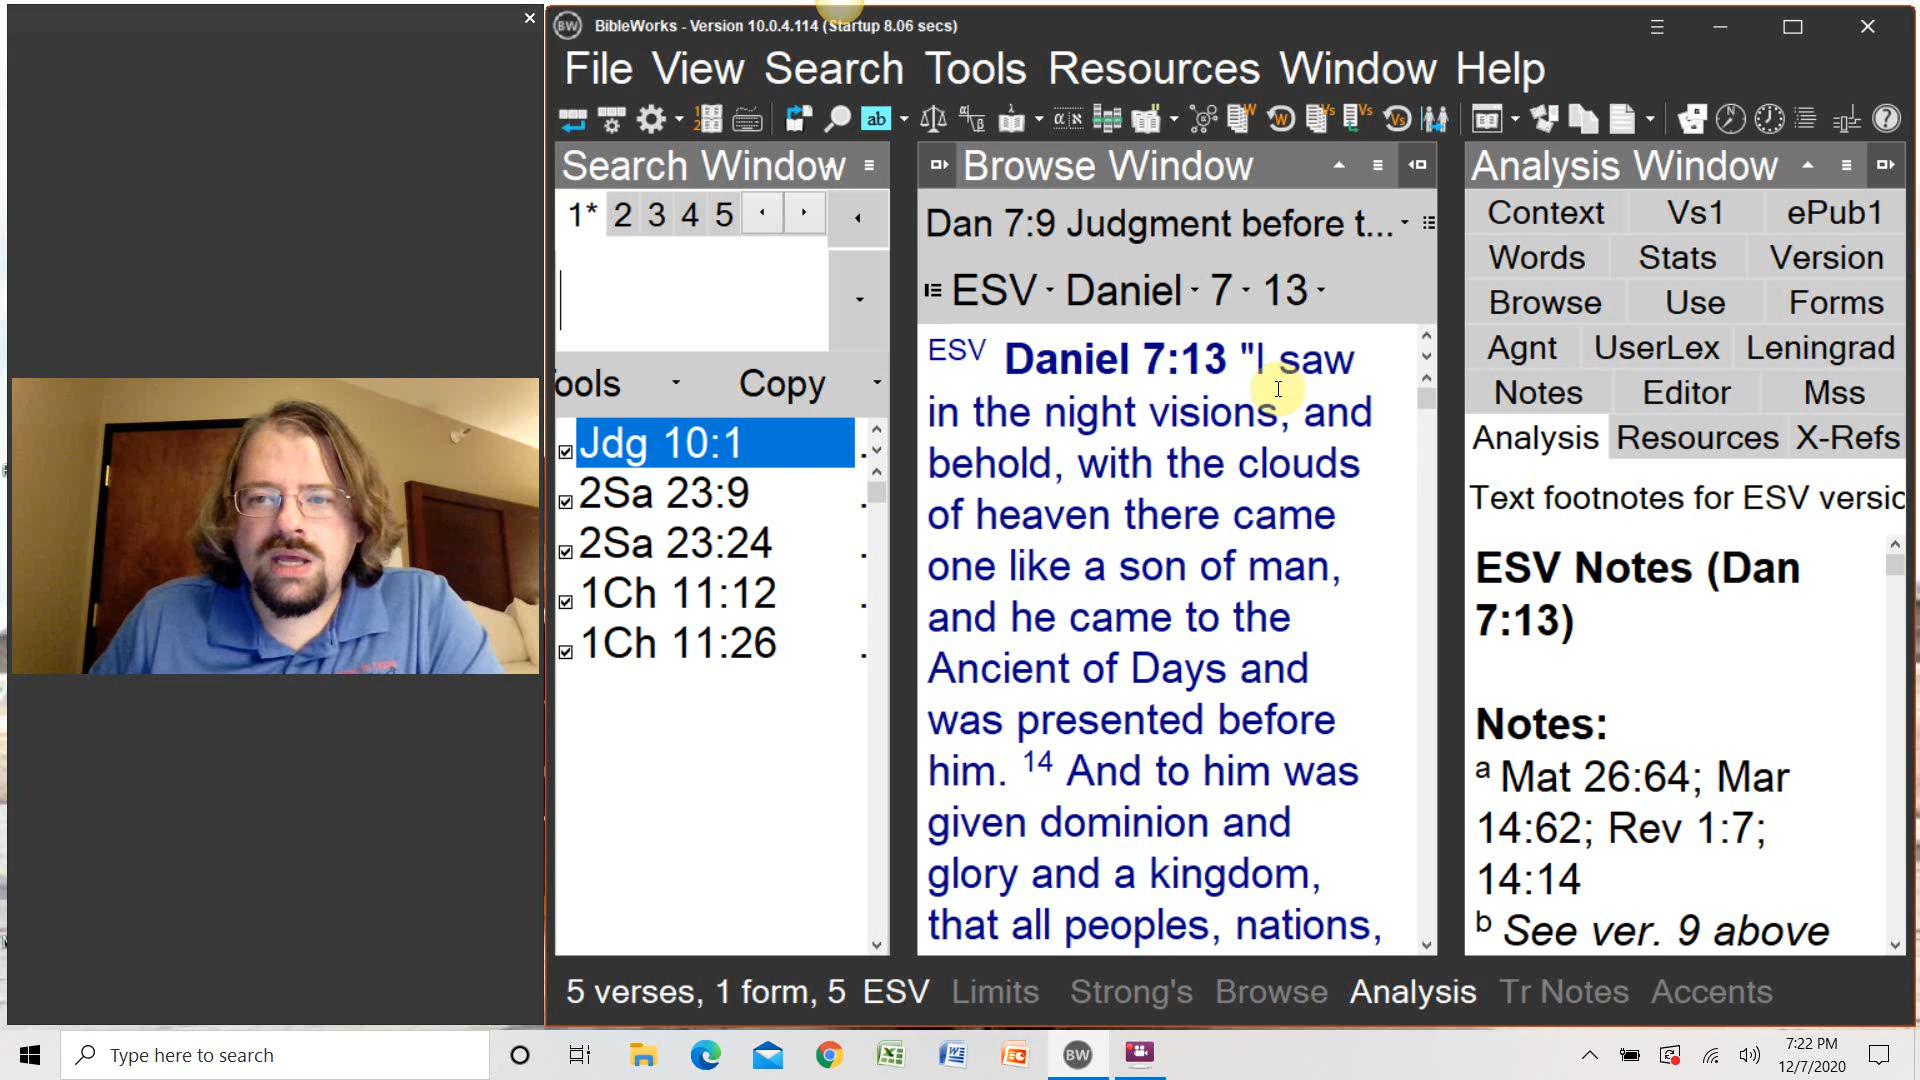 BW BibleWorks - Version 10.0.4.114 (Startup 8.06 secs)
File View Search Tools Resources Window Help
Search Window
1* 2 3 4 5
ools Copy
Jdg 10:1
2Sa 23:9
2Sa 23:24
1Ch 11:12
1Ch 11:26
Browse Window
Dan 7:9 Judgment before t...
ESV Daniel 7 13
ESV Daniel 7:13 "I saw
in the night visions, and
behold, with the clouds
of heaven there came
one like a son of man,
and he came to the
Ancient of Days and
was presented before
him. 14 And to him was
given dominion and
glory and a kingdom,
that all peoples, nations,
Analysis Window
Context Vs1 ePub1
Words Stats Version
Browse Use Forms
Agnt UserLex Leningrad
Notes Editor Mss
Analysis Resources X-Refs
Text footnotes for ESV versio
ESV Notes (Dan
7:13)
Notes:
a Mat 26:64; Mar
14:62; Rev 1:7;
14:14
b See ver. 9 above
5 verses, 1 form, 5 ESV Limits Strong's Browse Analysis Tr Notes Accents
Type here to search
BW
7:22 PM
12/7/2020